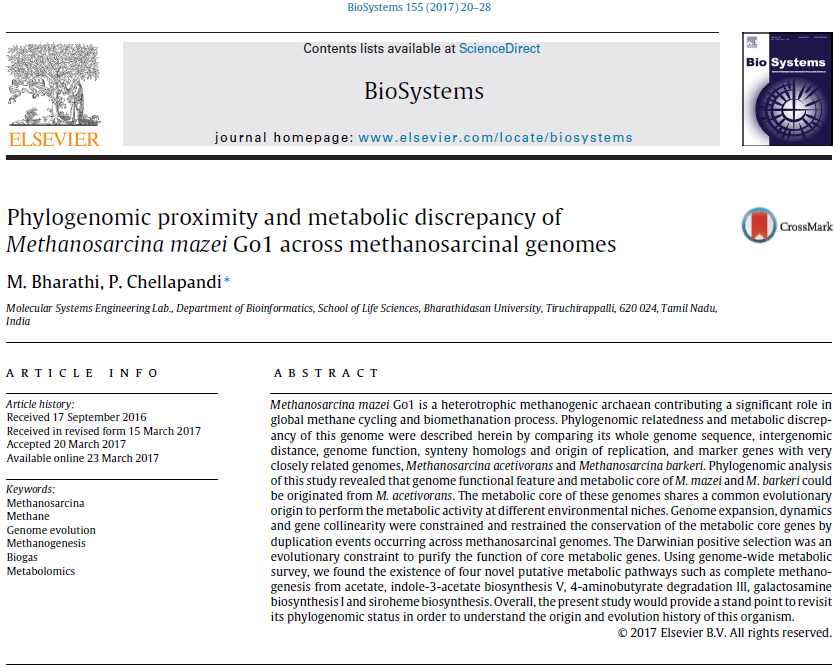 BioSystems 155 (2017) 20–28
Contents lists available at ScienceDirect
BioSystems
journal homepage: www.elsevier.com/locate/biosystems
ELSEVIER
Bio Systems
Phylogenomic proximity and metabolic discrepancy of
Methanosarcina mazei Go1 across methanosarcinal genomes
CrossMark
M. Bharathi, P. Chellapandi*
Molecular Systems Engineering Lab., Department of Bioinformatics, School of Life Sciences, Bharathidasan University, Tiruchirappalli, 620 024, Tamil Nadu,
India
ARTICLE INFO
Article history:
Received 17 September 2016
Received in revised form 15 March 2017
Accepted 20 March 2017
Available online 23 March 2017
Keywords:
Methanosarcina
Methane
Genome evolution
Methanogenesis
Biogas
Metabolomics
ABSTRACT
Methanosarcina mazei Go1 is a heterotrophic methanogenic archaean contributing a significant role in
global methane cycling and biomethanation process. Phylogenomic relatedness and metabolic discrep-
ancy of this genome were described herein by comparing its whole genome sequence, intergenomic
distance, genome function, synteny homologs and origin of replication, and marker genes with very
closely related genomes, Methanosarcina acetivorans and Methanosarcina barkeri. Phylogenomic analysis
of this study revealed that genome functional feature and metabolic core of M. mazei and M. barkeri could
be originated from M. acetivorans. The metabolic core of these genomes shares a common evolutionary
origin to perform the metabolic activity at different environmental niches. Genome expansion, dynamics
and gene collinearity were constrained and restrained the conservation of the metabolic core genes by
duplication events occurring across methanosarcinal genomes. The Darwinian positive selection was an
evolutionary constraint to purify the function of core metabolic genes. Using genome-wide metabolic
survey, we found the existence of four novel putative metabolic pathways such as complete methano-
genesis from acetate, indole-3-acetate biosynthesis V, 4-aminobutyrate degradation III, galactosamine
biosynthesis I and siroheme biosynthesis. Overall, the present study would provide a stand point to revisit
its phylogenomic status in order to understand the origin and evolution history of this organism.
© 2017 Elsevier B.V. All rights reserved.